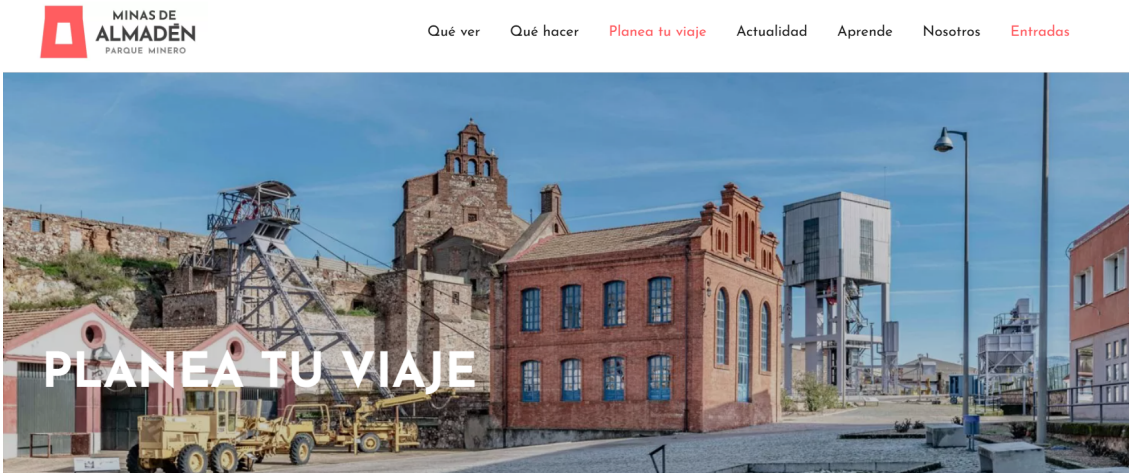 MINAS DE
ALMADÉN
PARQUE MINERO
Qué ver Qué hacer Planea tu viaje Actualidad Aprende Nosotros Entradas
PLANEA TU VIAJE